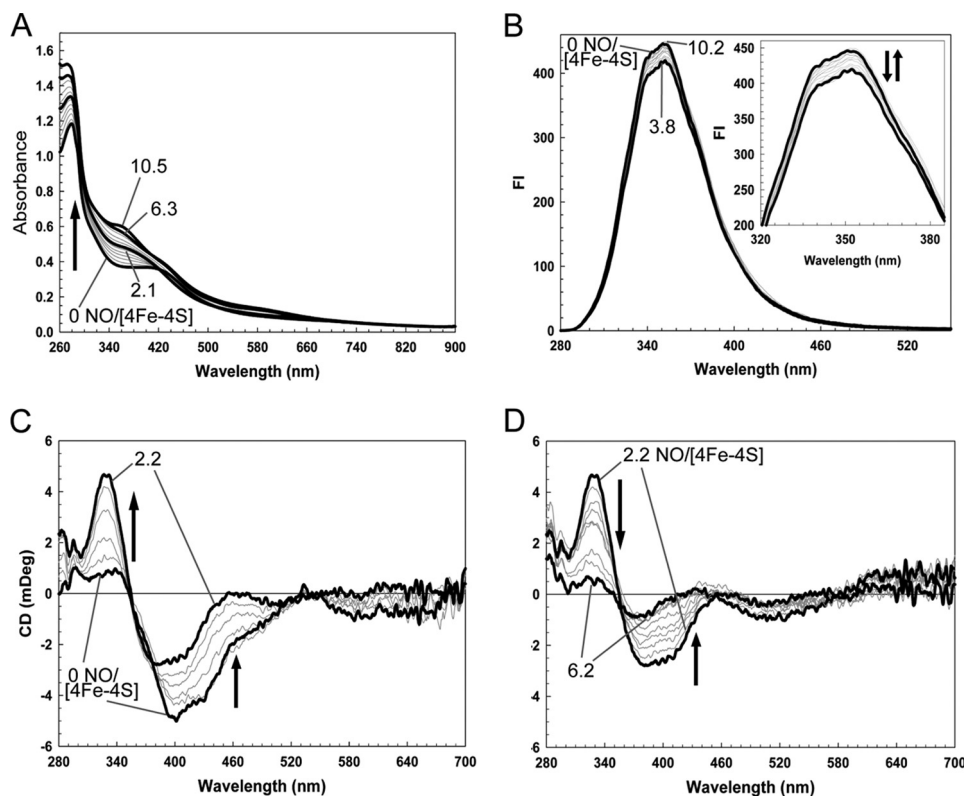 A
1.6
1.4
1.2
1.0
0.8
0.6
0.4
0.2
0.0
Absorbance
10.5
6.3
2.1
0 NO/[4Fe-4S]
260 340 420 500 580 660 740 820 900
Wavelength (nm)
B
400
300
200
100
0
FI
0 NO/
[4Fe-4S]
10.2
3.8
280 340 400 460 520
Wavelength (nm)
450
400
350
300
250
200
FI
320 340 360 380
Wavelength (nm)
C
6
4
2
0
-2
-4
-6
CD (mDeg)
2.2
0 NO/
[4Fe-4S]
280 340 400 460 520 580 640 700
Wavelength (nm)
D
6
4
2
0
-2
-4
-6
2.2 NO/[4Fe-4S]
6.2
280 340 400 460 520 580 640 700
Wavelength (nm)